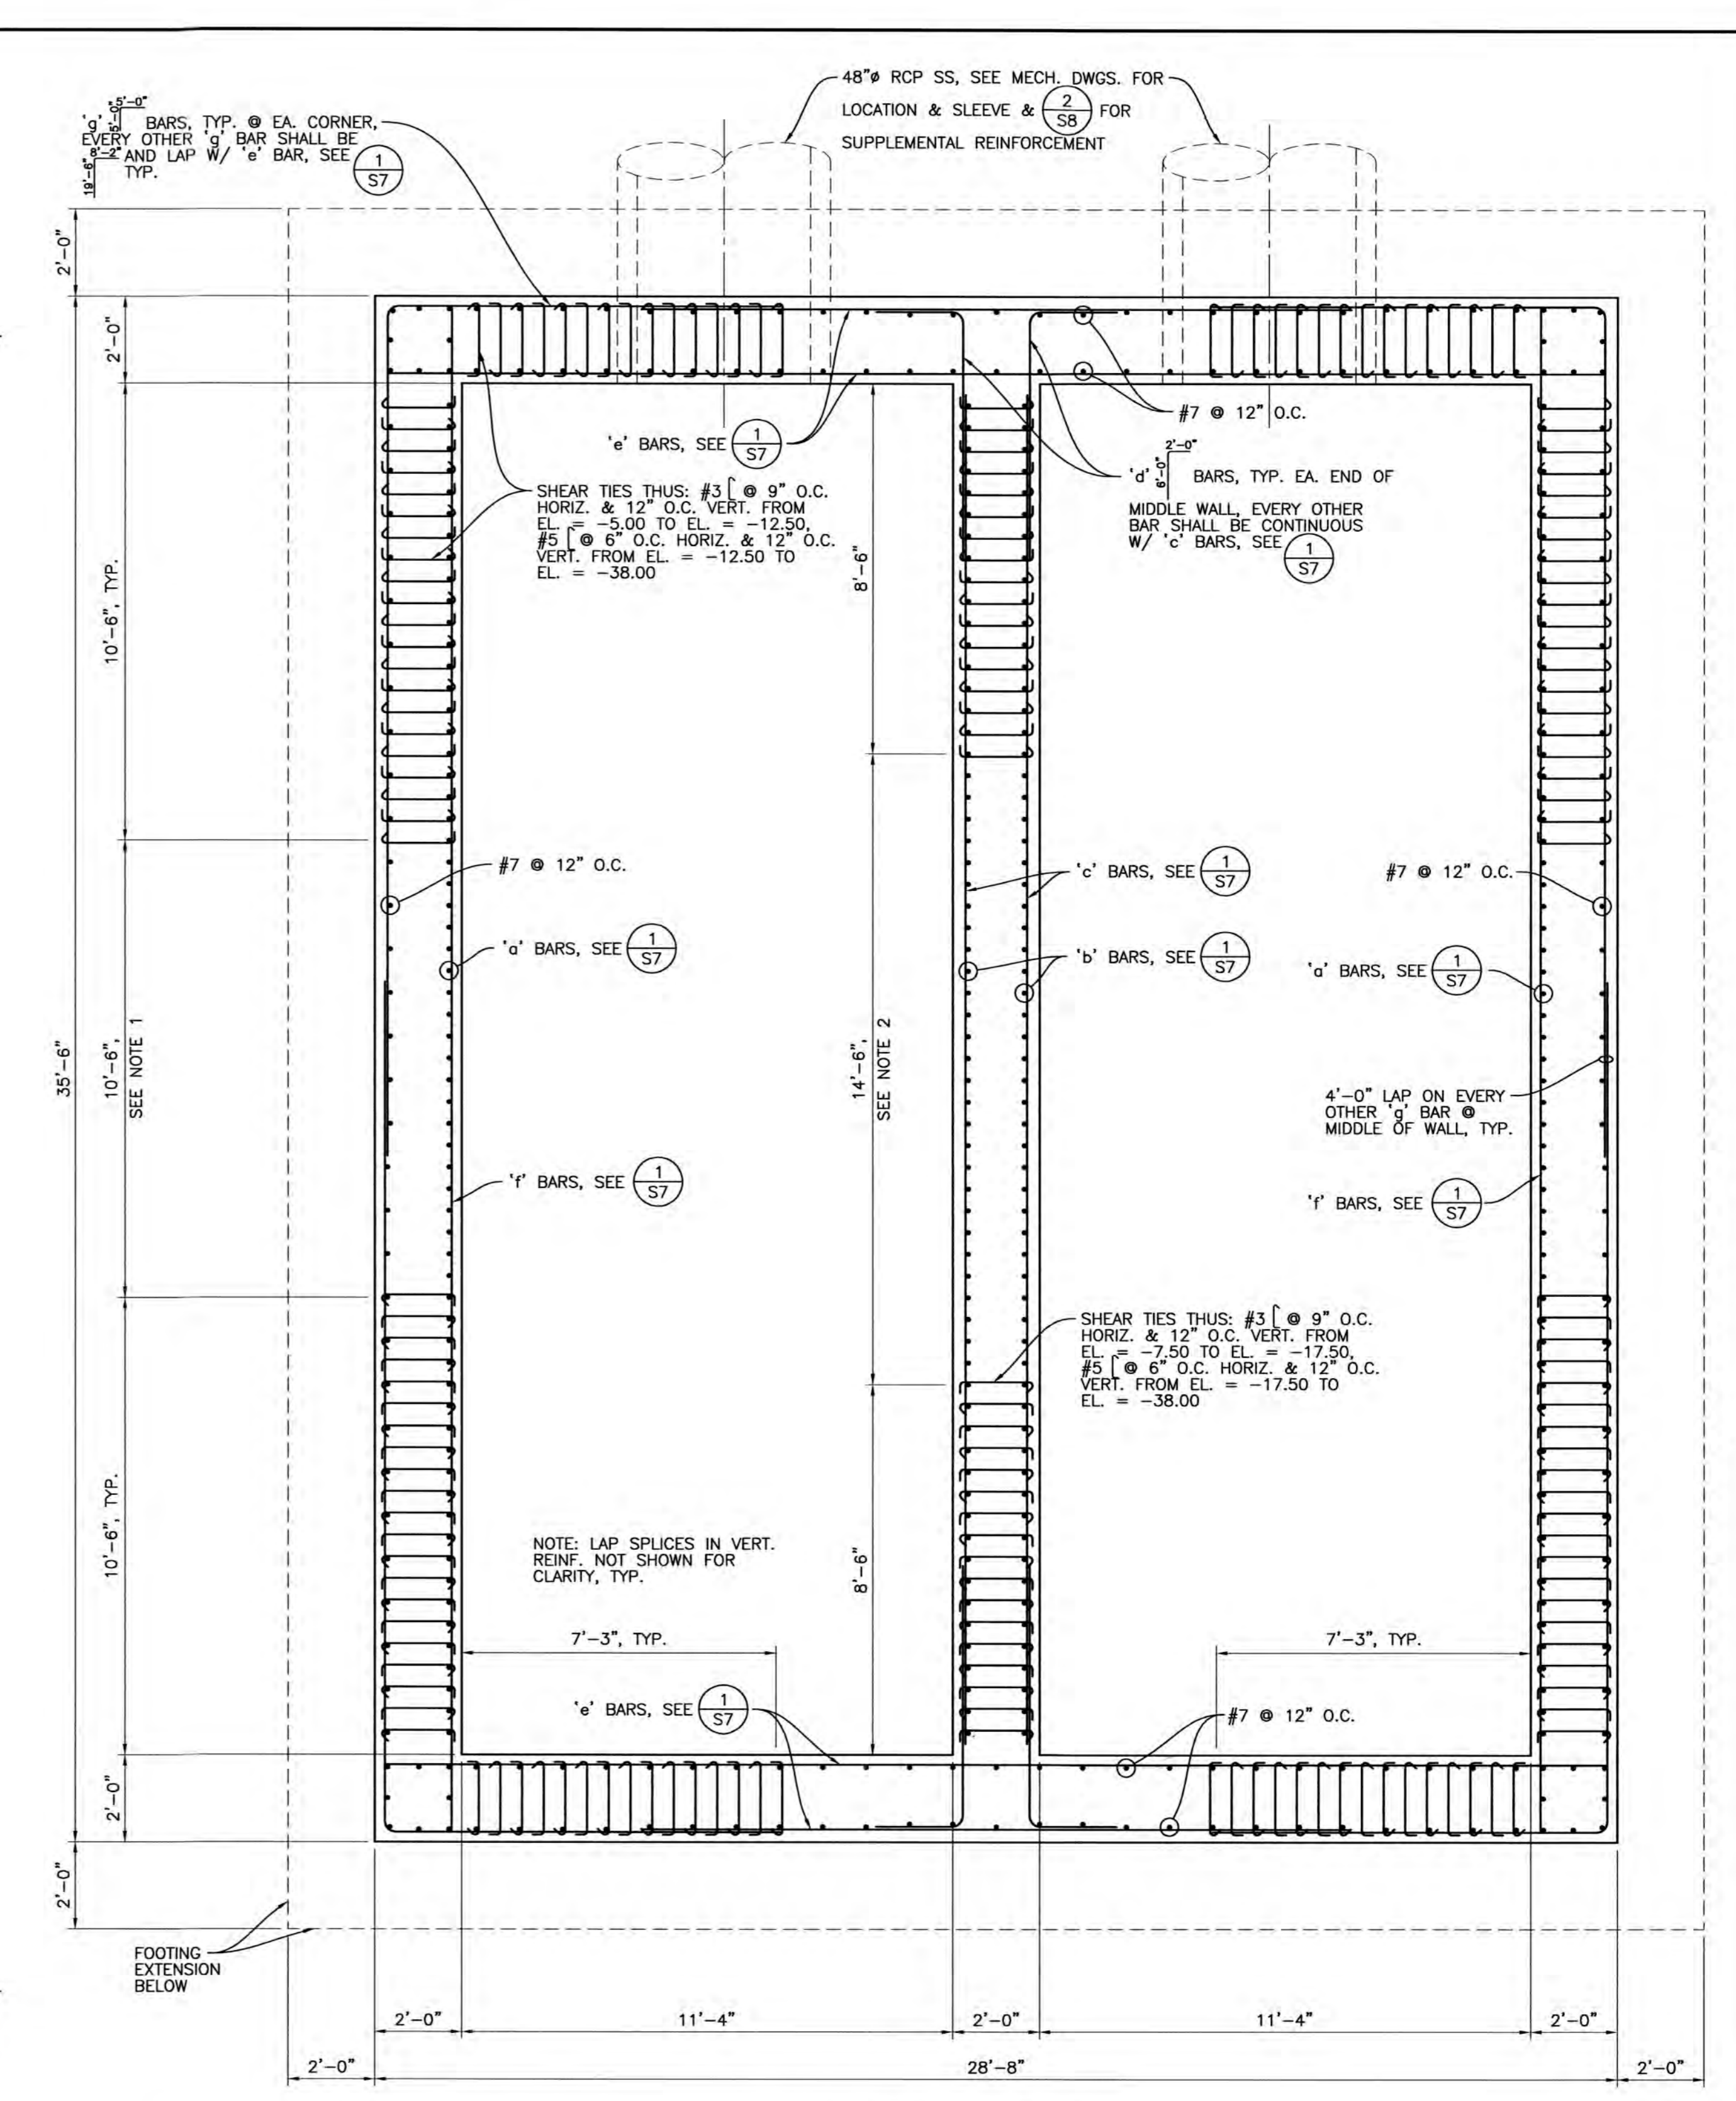 48"ø RCP SS, SEE MECH. DWGS. FOR
LOCATION & SLEEVE & 2/S8 FOR
SUPPLEMENTAL REINFORCEMENT
'g' 5'-0" 5'-0" BARS, TYP. @ EA. CORNER,
EVERY OTHER 'g' BAR SHALL BE
19'-6" 8'-2" AND LAP W/ 'e' BAR, SEE 1/S7
TYP.
2'-0"
2'-0"
10'-6", TYP.
35'-6"
10'-6",
SEE NOTE 1
10'-6", TYP.
2'-0"
2'-0"
'e' BARS, SEE 1/S7
SHEAR TIES THUS: #3 [ @ 9" O.C.
HORIZ. & 12" O.C. VERT. FROM
EL. = -5.00 TO EL. = -12.50,
#5 [ @ 6" O.C. HORIZ. & 12" O.C.
VERT. FROM EL. = -12.50 TO
EL. = -38.00
8'-6"
#7 @ 12" O.C.
'd' 6'-0" 2'-0" BARS, TYP. EA. END OF
MIDDLE WALL, EVERY OTHER
BAR SHALL BE CONTINUOUS
W/ 'c' BARS, SEE 1/S7
#7 @ 12" O.C.
'a' BARS, SEE 1/S7
'f' BARS, SEE 1/S7
14'-6",
SEE NOTE 2
'c' BARS, SEE 1/S7
'b' BARS, SEE 1/S7
#7 @ 12" O.C.
'a' BARS, SEE 1/S7
4'-0" LAP ON EVERY
OTHER 'g' BAR @
MIDDLE OF WALL, TYP.
'f' BARS, SEE 1/S7
SHEAR TIES THUS: #3 [ @ 9" O.C.
HORIZ. & 12" O.C. VERT. FROM
EL. = -7.50 TO EL. = -17.50,
#5 [ @ 6" O.C. HORIZ. & 12" O.C.
VERT. FROM EL. = -17.50 TO
EL. = -38.00
NOTE: LAP SPLICES IN VERT.
REINF. NOT SHOWN FOR
CLARITY, TYP.
8'-6"
7'-3", TYP.
7'-3", TYP.
'e' BARS, SEE 1/S7
#7 @ 12" O.C.
FOOTING
EXTENSION
BELOW
2'-0" 11'-4" 2'-0" 11'-4" 2'-0"
2'-0" 28'-8" 2'-0"